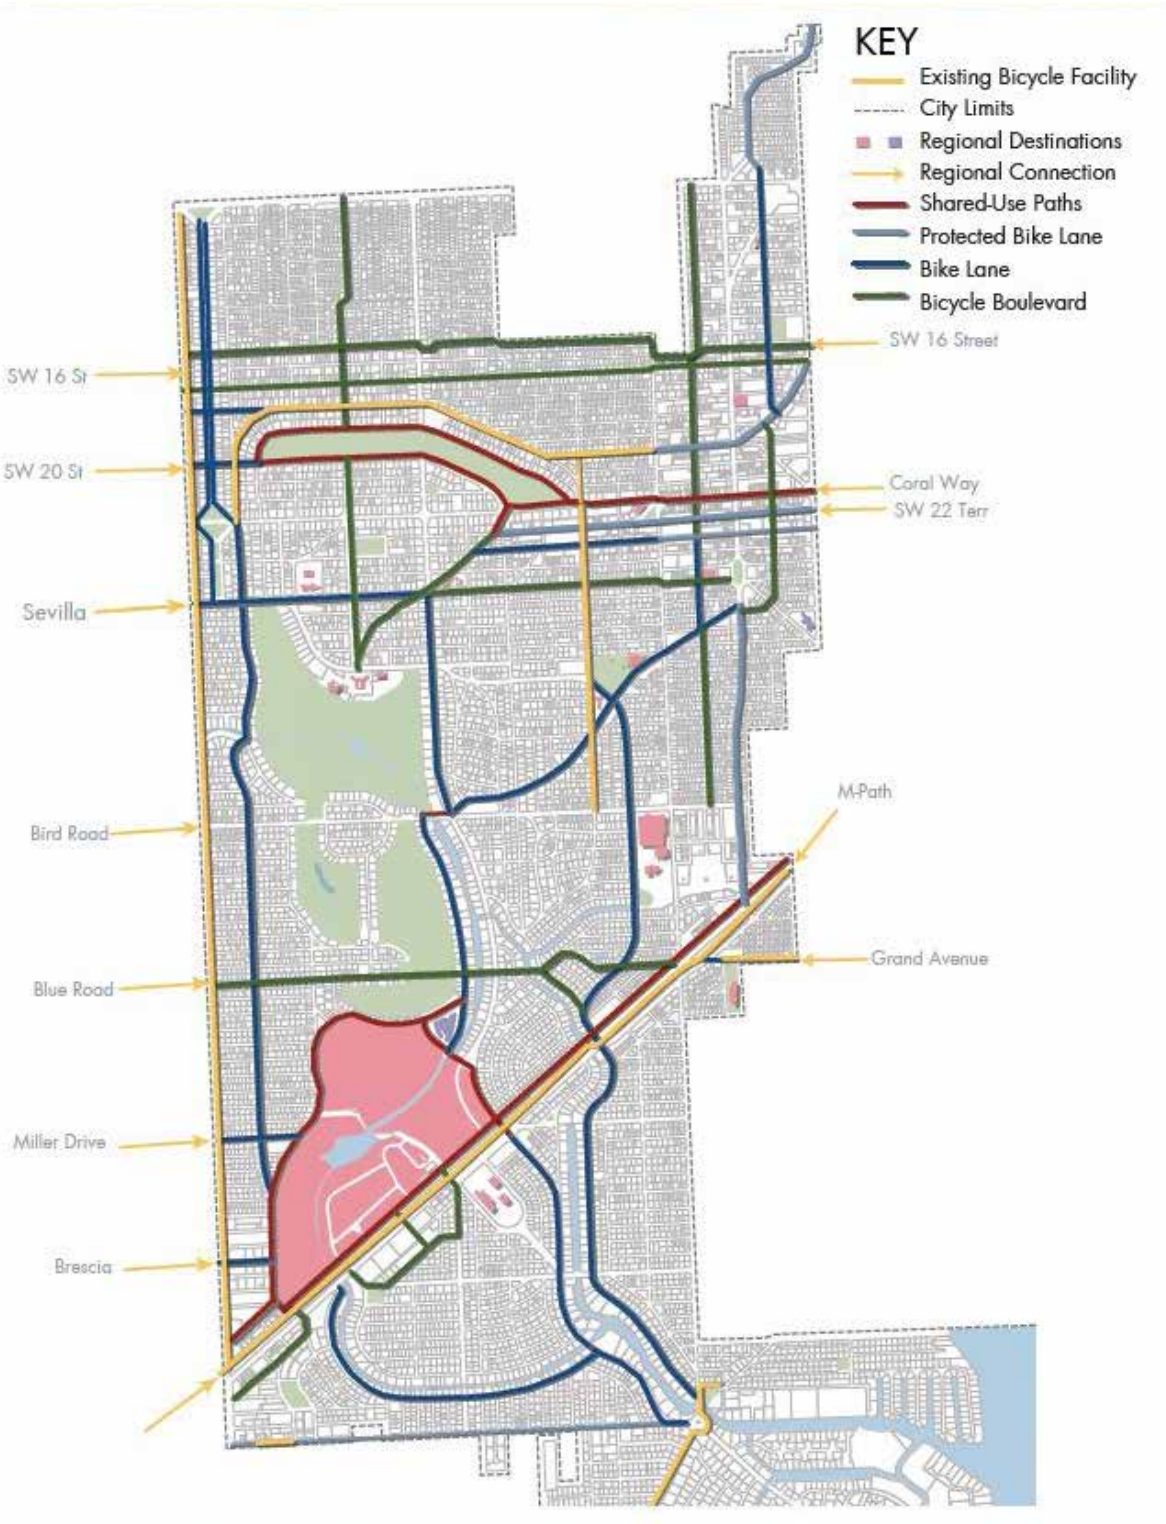 KEY
Existing Bicycle Facility
City Limits
Regional Destinations
Regional Connection
Shared-Use Paths
Protected Bike Lane
Bike Lane
Bicycle Boulevard
SW 16 Street
SW 16 St
SW 20 St
Coral Way
SW 22 Terr
Sevilla
M-Path
Bird Road
Grand Avenue
Blue Road
Miller Drive
Brescia